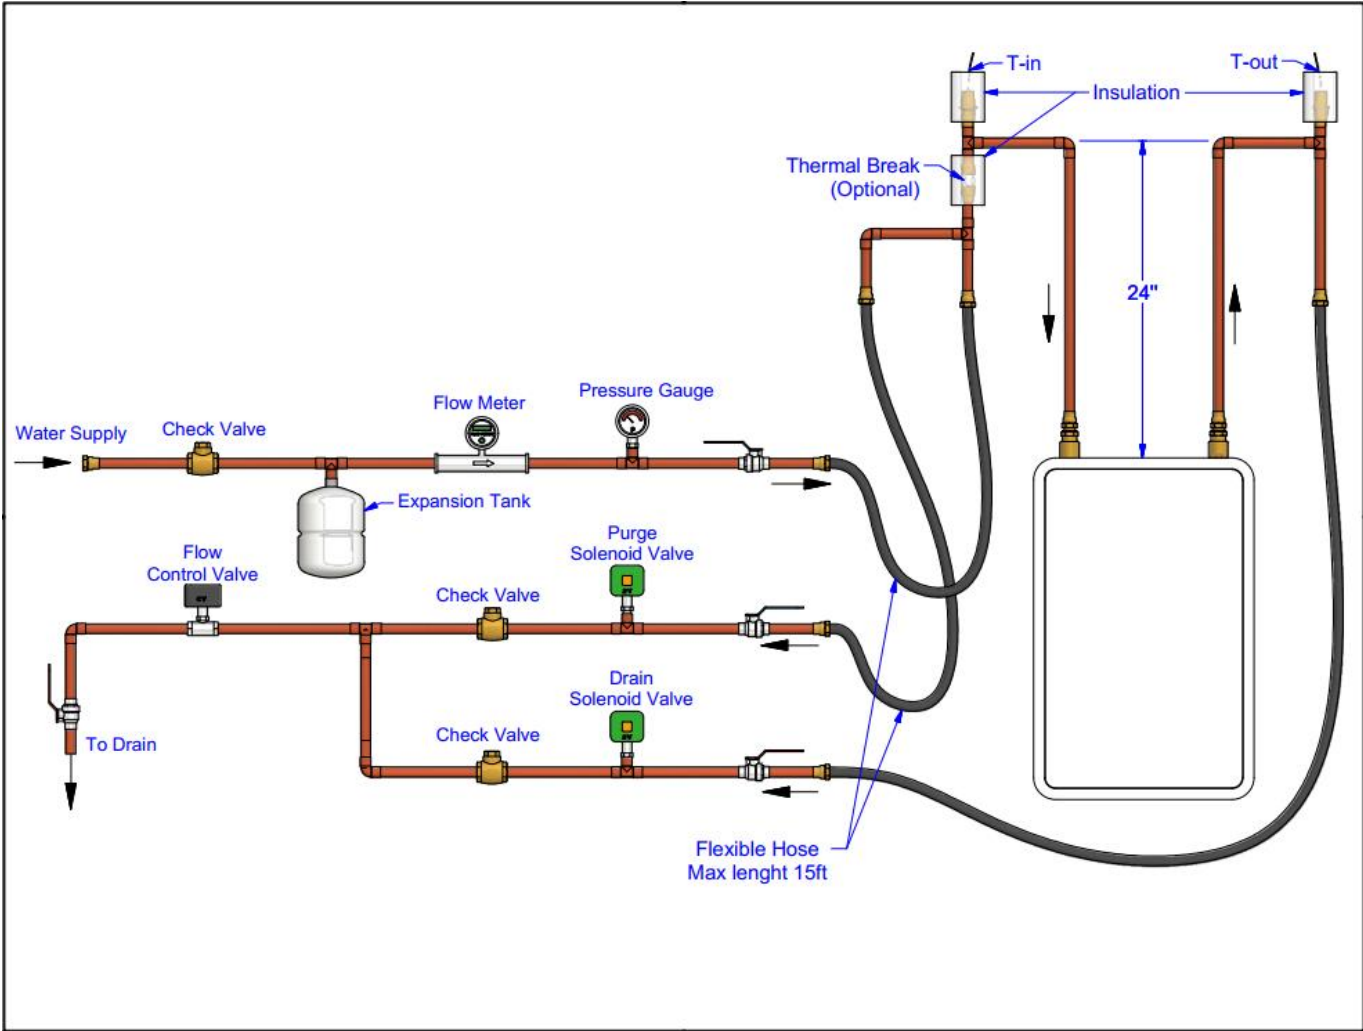 T-in
T-out
Insulation
Thermal Break
(Optional)
24"
Pressure Gauge
Flow Meter
Check Valve
Water Supply
Expansion Tank
Purge
Solenoid Valve
Flow
Control Valve
Check Valve
Drain
Solenoid Valve
Check Valve
To Drain
Flexible Hose
Max lenght 15ft